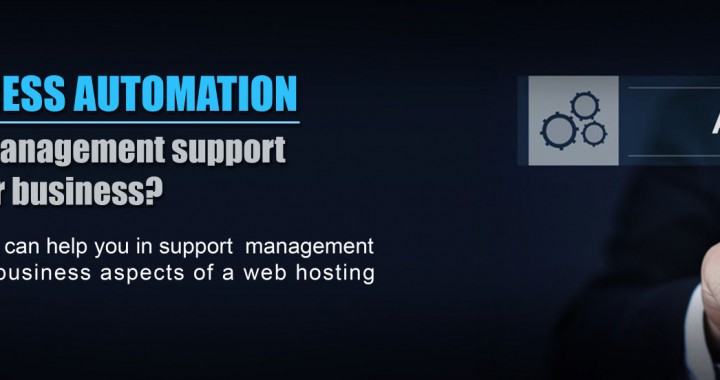 ESS AUTOMATION
anagement support
r business?
can help you in support management
business aspects of a web hosting
A